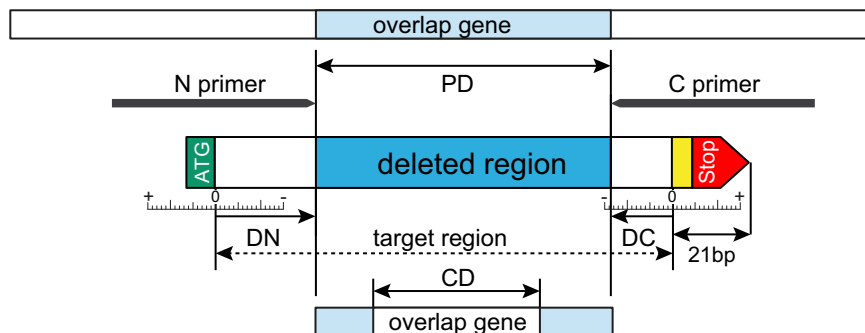 overlap gene
PD
N primer
C primer
ATG
deleted region
Stop
+ 0 -
- 0 +
DN
target region
DC
21bp
CD
overlap gene